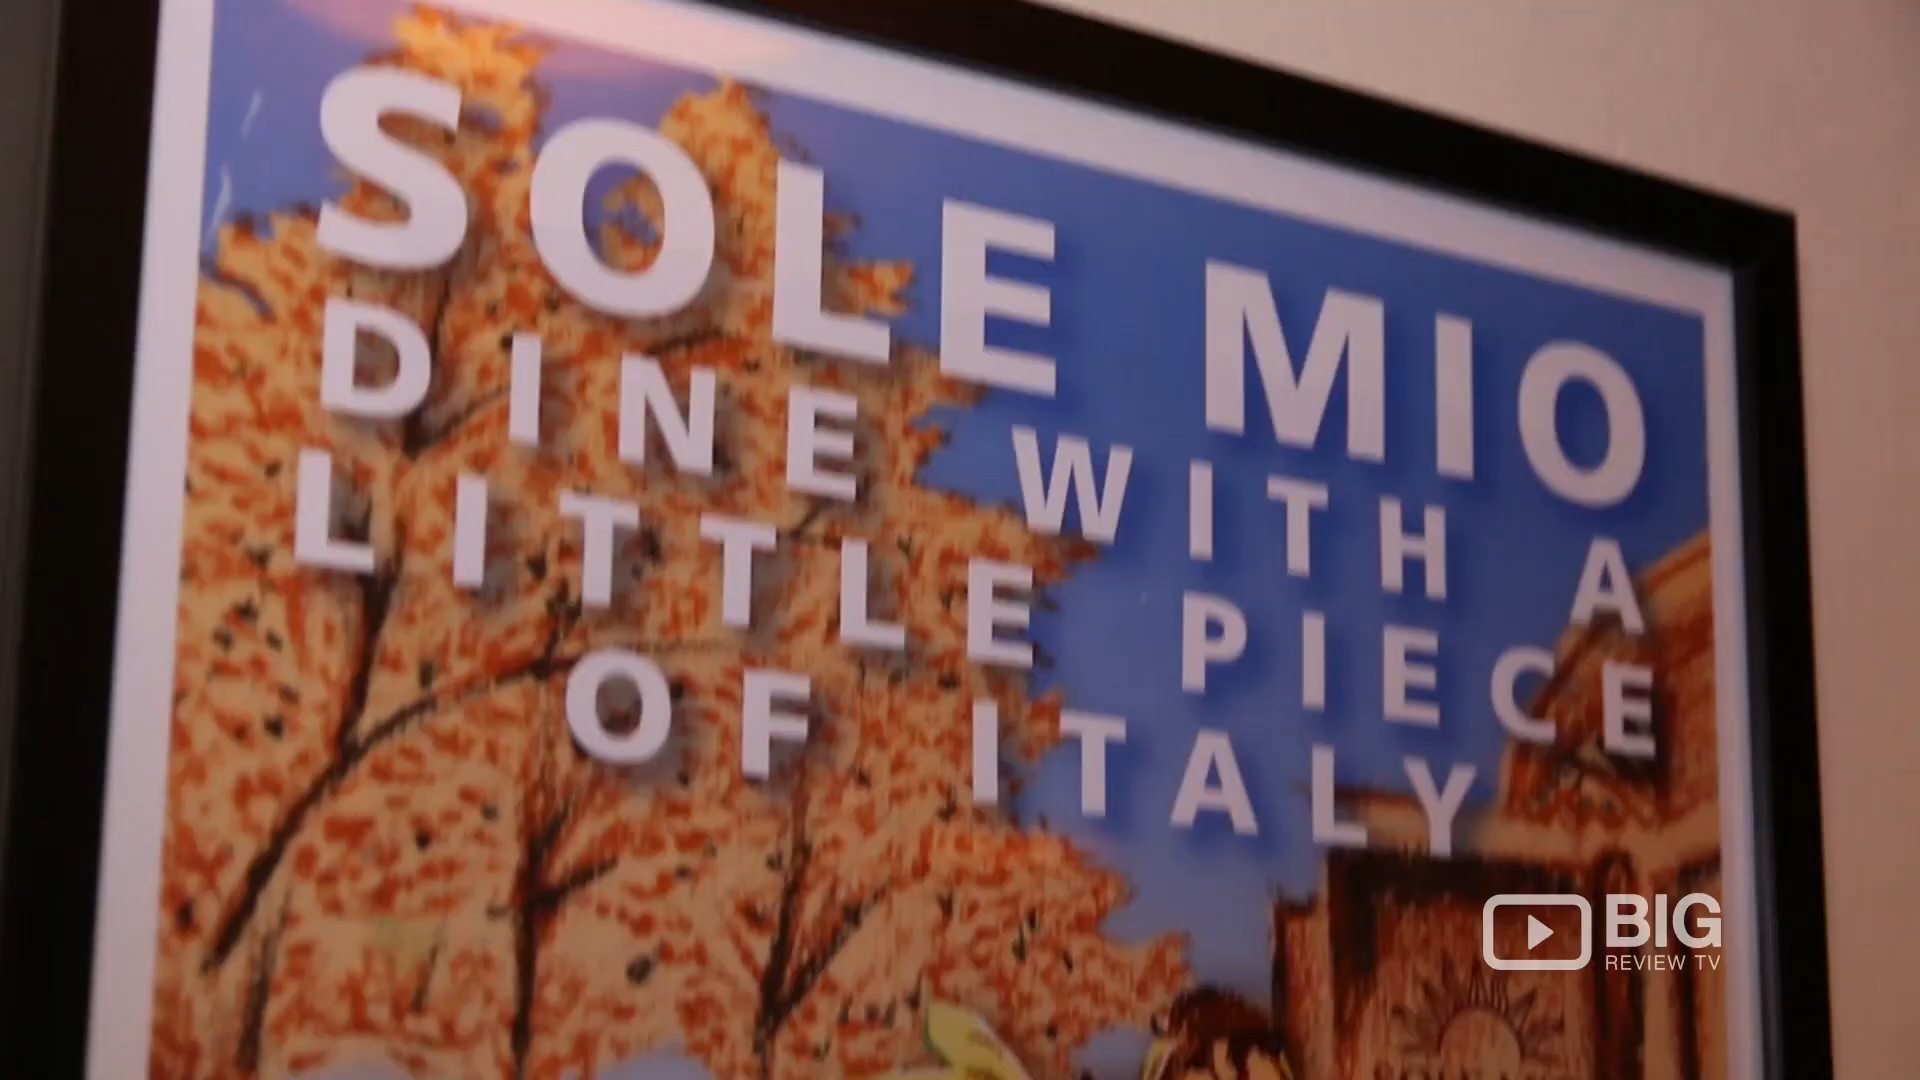 SOLE MIO
DINE WITH A
LITTLE PIECE
OF ITALY
BIG
REVIEW TV